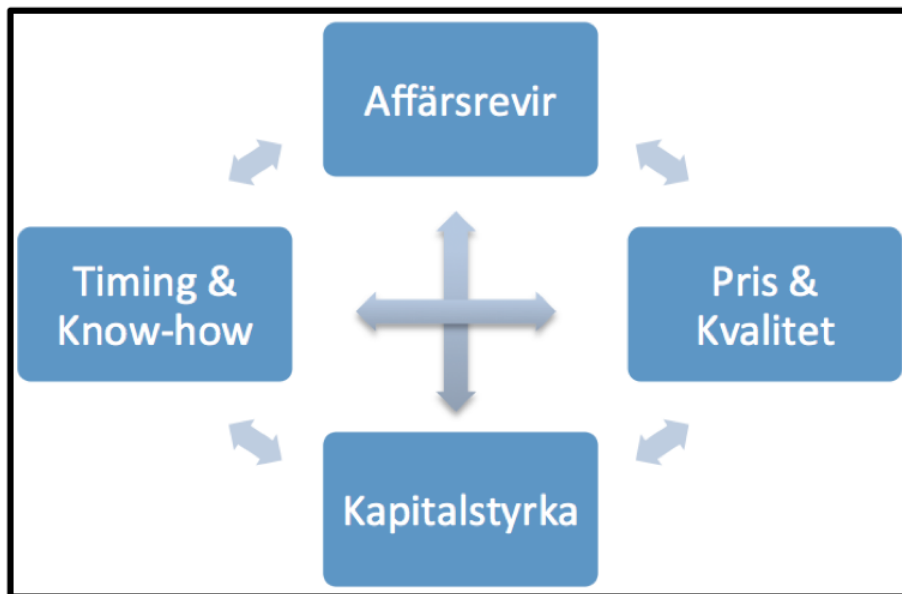 Affärsrevir
Timing &
Know-how
Pris &
Kvalitet
Kapitalstyrka